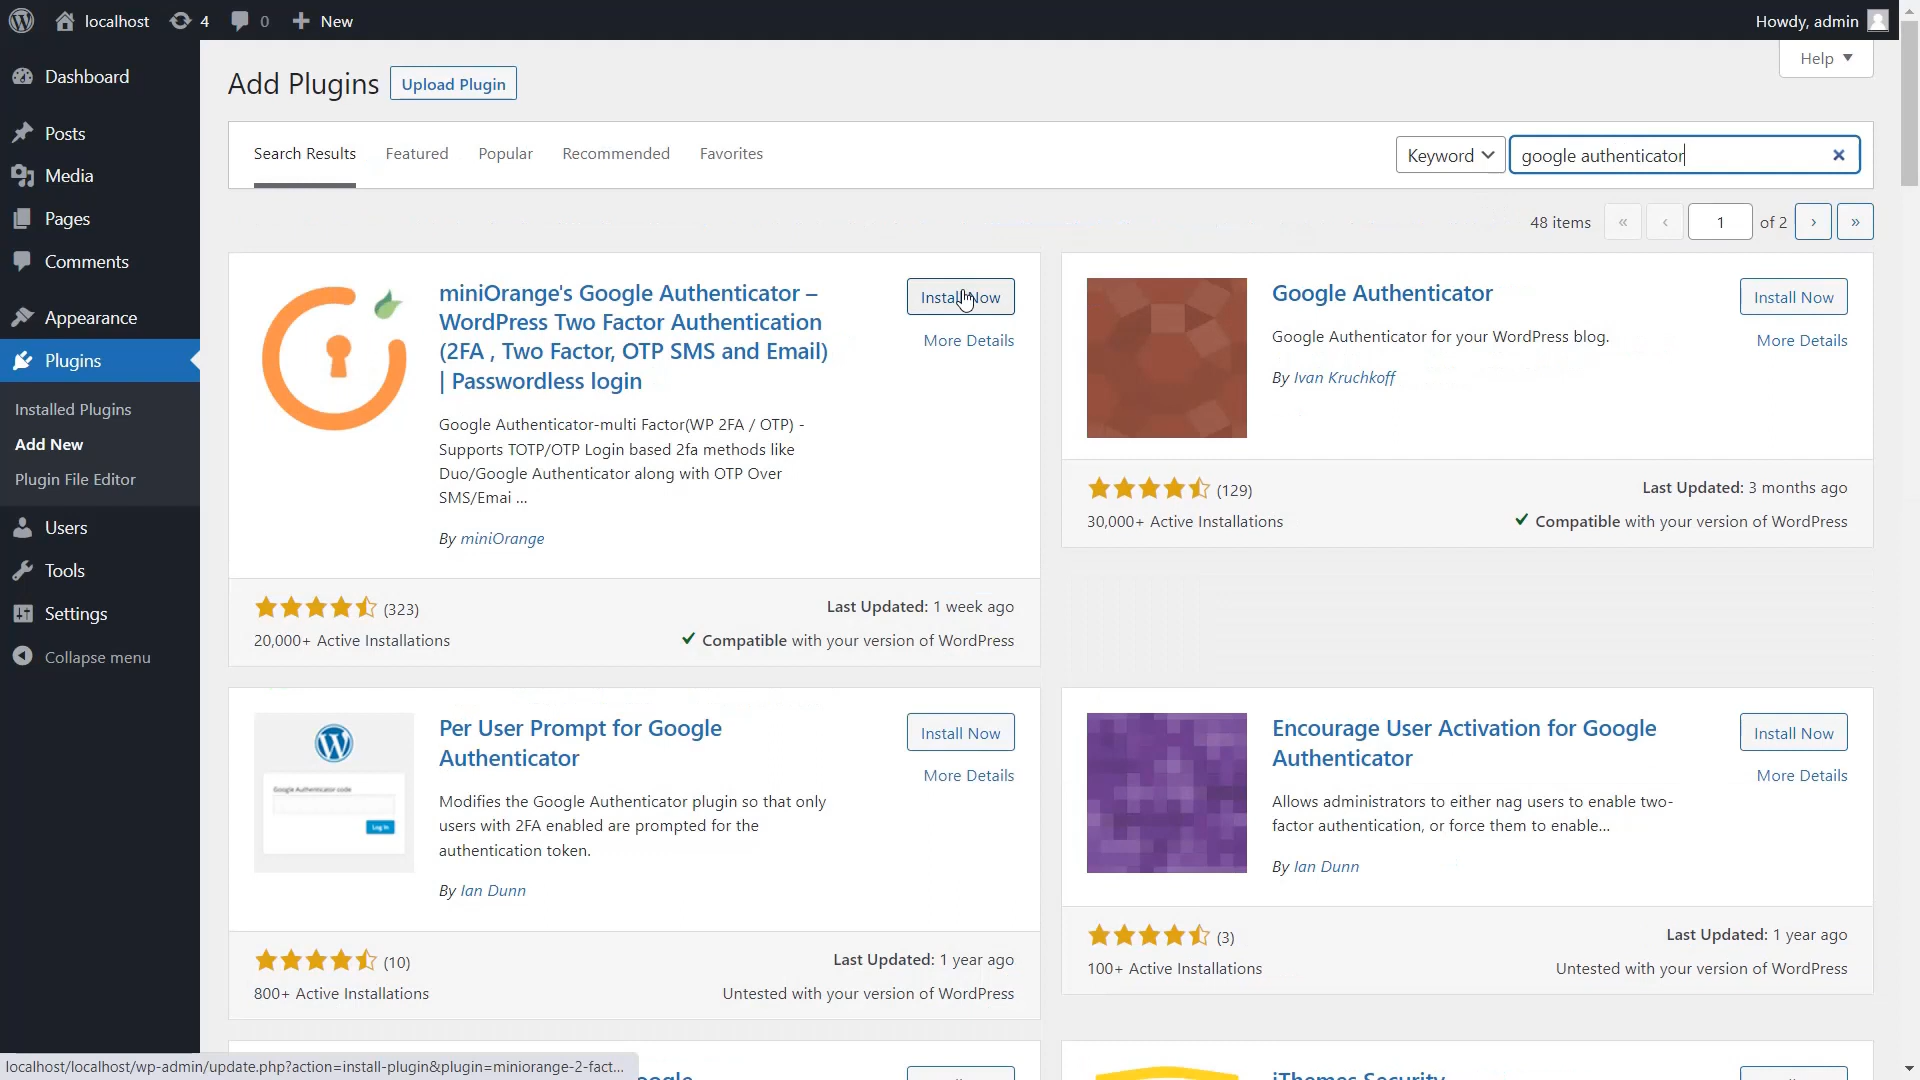 localhost 4 0 New Howdy, admin
Dashboard
Posts
Media
Pages
Comments
Appearance
Plugins
Installed Plugins
Add New
Plugin File Editor
Users
Tools
Settings
Collapse menu
Help
Add Plugins Upload Plugin
Search Results Featured Popular Recommended Favorites Keyword google authenticator
48 items « ‹ 1 of 2 › »
miniOrange's Google Authenticator –
WordPress Two Factor Authentication
(2FA , Two Factor, OTP SMS and Email)
| Passwordless login
Install Now
More Details
Google Authenticator-multi Factor(WP 2FA / OTP) -
Supports TOTP/OTP Login based 2fa methods like
Duo/Google Authenticator along with OTP Over
SMS/Emai ...
By miniOrange
(323)
20,000+ Active Installations
Last Updated: 1 week ago
Compatible with your version of WordPress
Google Authenticator
Install Now
More Details
Google Authenticator for your WordPress blog.
By Ivan Kruchkoff
(129)
30,000+ Active Installations
Last Updated: 3 months ago
Compatible with your version of WordPress
Google Authenticator code
Log In
Per User Prompt for Google
Authenticator
Install Now
More Details
Modifies the Google Authenticator plugin so that only
users with 2FA enabled are prompted for the
authentication token.
By Ian Dunn
(10)
800+ Active Installations
Last Updated: 1 year ago
Untested with your version of WordPress
Encourage User Activation for Google
Authenticator
Install Now
More Details
Allows administrators to either nag users to enable two-
factor authentication, or force them to enable...
By Ian Dunn
(3)
100+ Active Installations
Last Updated: 1 year ago
Untested with your version of WordPress
iThemes Security
localhost/localhost/wp-admin/update.php?action=install-plugin&plugin=miniorange-2-fact...